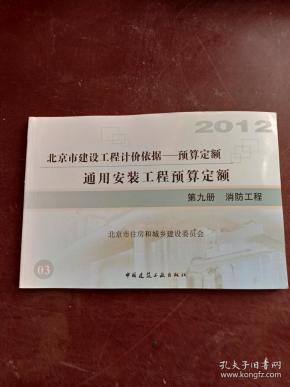 2012
北京市建设工程计价依据——预算定额
通用安装工程预算定额
第九册 消防工程
北京市住房和城乡建设委员会
03
中国建筑工业出版社
孔夫子旧书网
book.kongfz.com